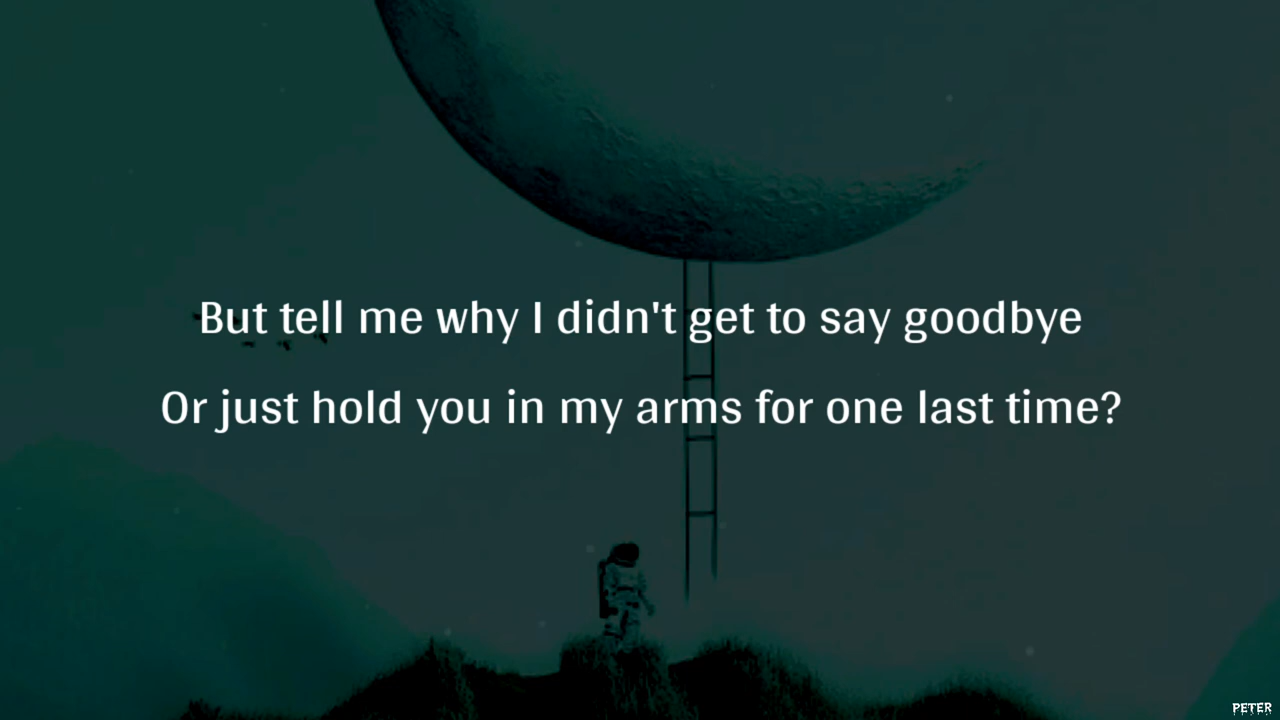 But tell me why I didn't get to say goodbye
Or just hold you in my arms for one last time?
PETER